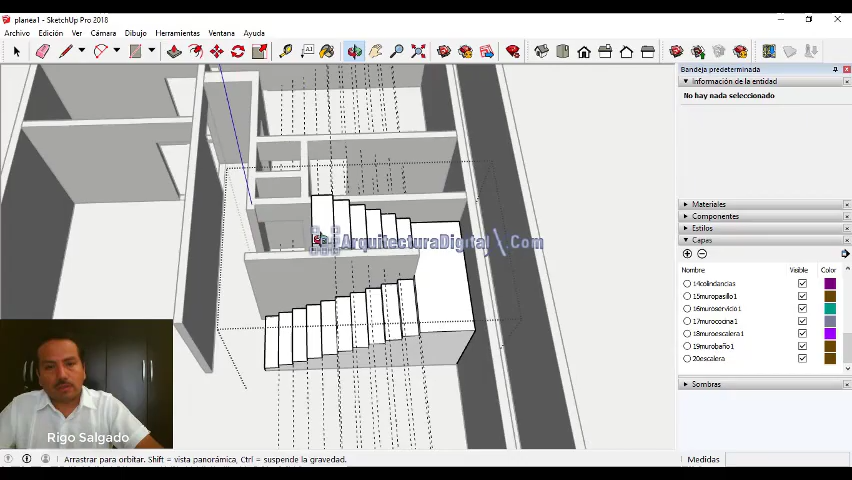 planea1 - SketchUp Pro 2018
Archivo Edición Ver Cámara Dibujo Herramientas Ventana Ayuda
Bandeja predeterminada
Información de la entidad
No hay nada seleccionado
Materiales
Componentes
Estilos
Capas
Nombre Visible Color
14colindancias
15muropasillo1
16muroservicio1
17murococina1
18muroescalera1
19murobaño1
20escalera
Sombras
ArquitecturaDigital\.Com
Rigo Salgado
Arrastrar para orbitar. Shift = vista panorámica, Ctrl = suspende la gravedad.
Medidas